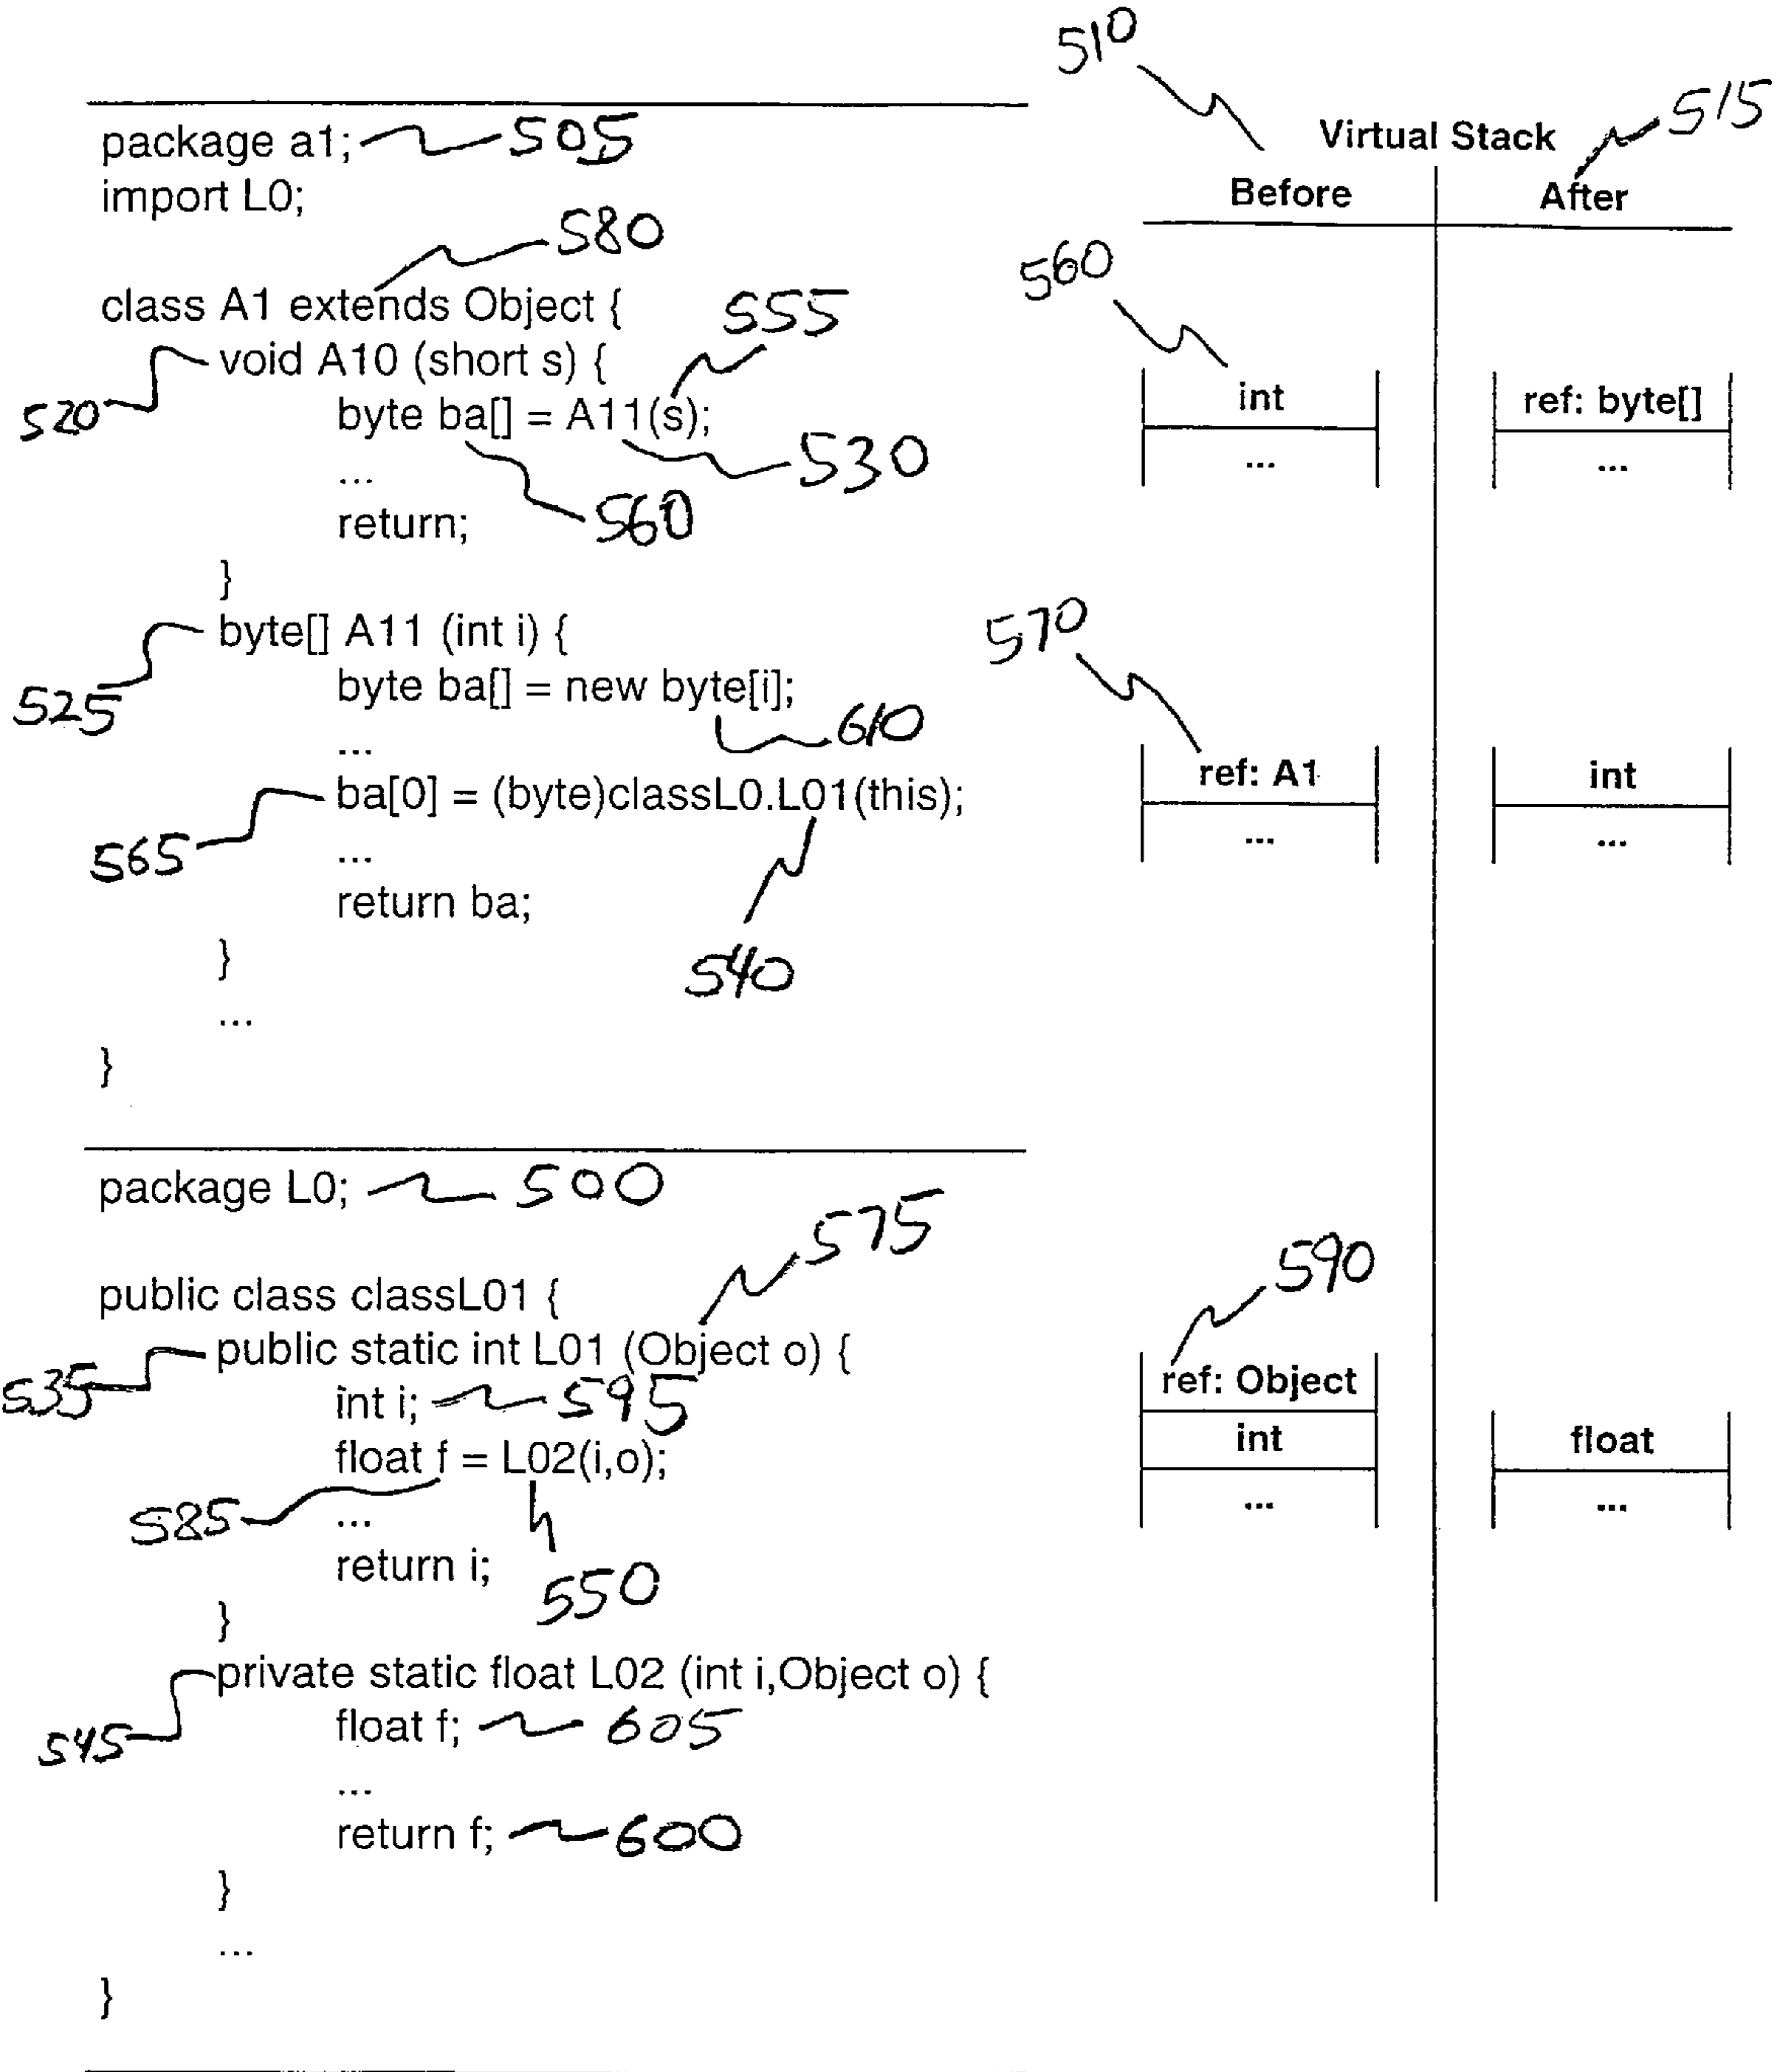 510
package a1; 505
Virtual Stack 515
import L0;
Before After
580
560
class A1 extends Object { 555
520 void A10 (short s) {
byte ba[] = A11(s);
int ref: byte[]
530
... ... ...
return; 560
}
570
525 byte[] A11 (int i) {
byte ba[] = new byte[i];
610
...
565 ba[0] = (byte)classL0.L01(this);
ref: A1 int
...
... ...
return ba;
540
}
...
}
package L0; 500
575
590
public class classL01 {
535 public static int L01 (Object o) {
ref: Object
int i; 595
int float
float f = L02(i,o);
585 ...
... ...
return i; 550
}
545 private static float L02 (int i,Object o) {
float f; 605
...
return f; 600
}
...
}